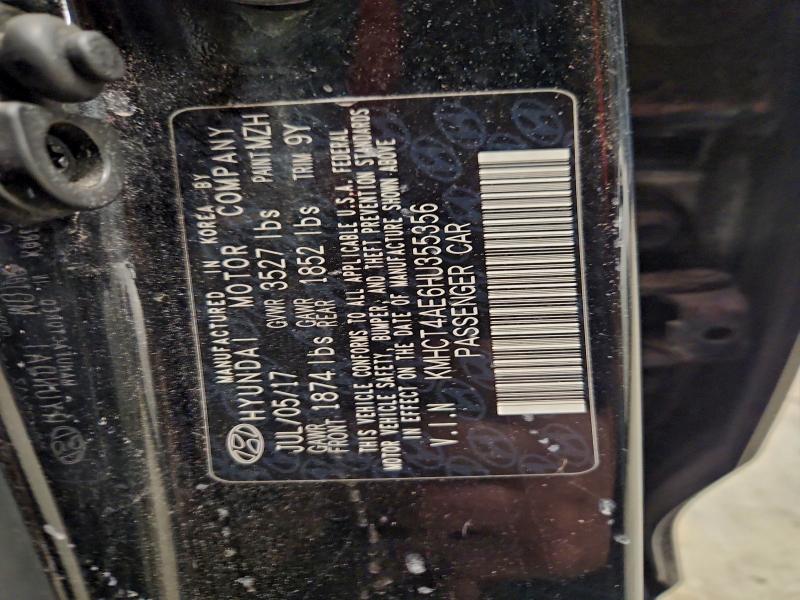 MANUFACTURED IN KOREA BY
HYUNDAI MOTOR COMPANY
JUL/05/17 GVWR 3527 lbs PAINT MZH
GAWR FRONT 1874 lbs GAWR REAR 1852 lbs TRIM 9Y
THIS VEHICLE CONFORMS TO ALL APPLICABLE U.S.A. FEDERAL
MOTOR VEHICLE SAFETY, BUMPER, AND THEFT PREVENTION STANDARDS
IN EFFECT ON THE DATE OF MANUFACTURE SHOWN ABOVE
V.I.N KMHCT4AE6HU355356
PASSENGER CAR